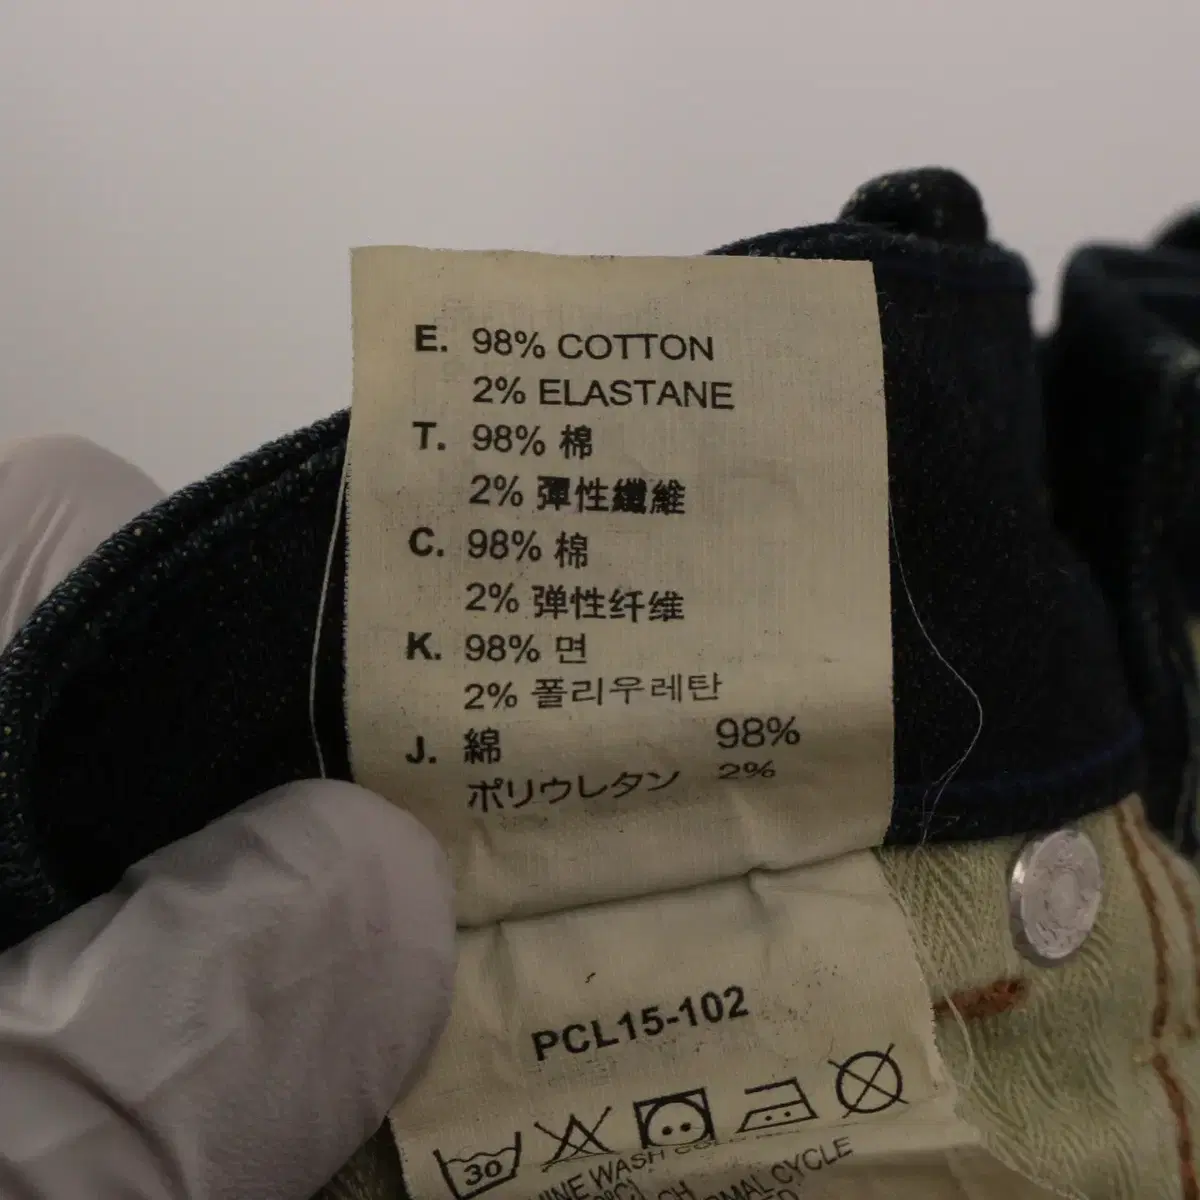 E. 98% COTTON
2% ELASTANE
T. 98% 棉
2% 彈性纖維
C. 98% 棉
2% 弹性纤维
K. 98% 면
2% 폴리우레탄
J. 綿 98%
ポリウレタン 2%
PCL15-102
30
WASH
CYCLE